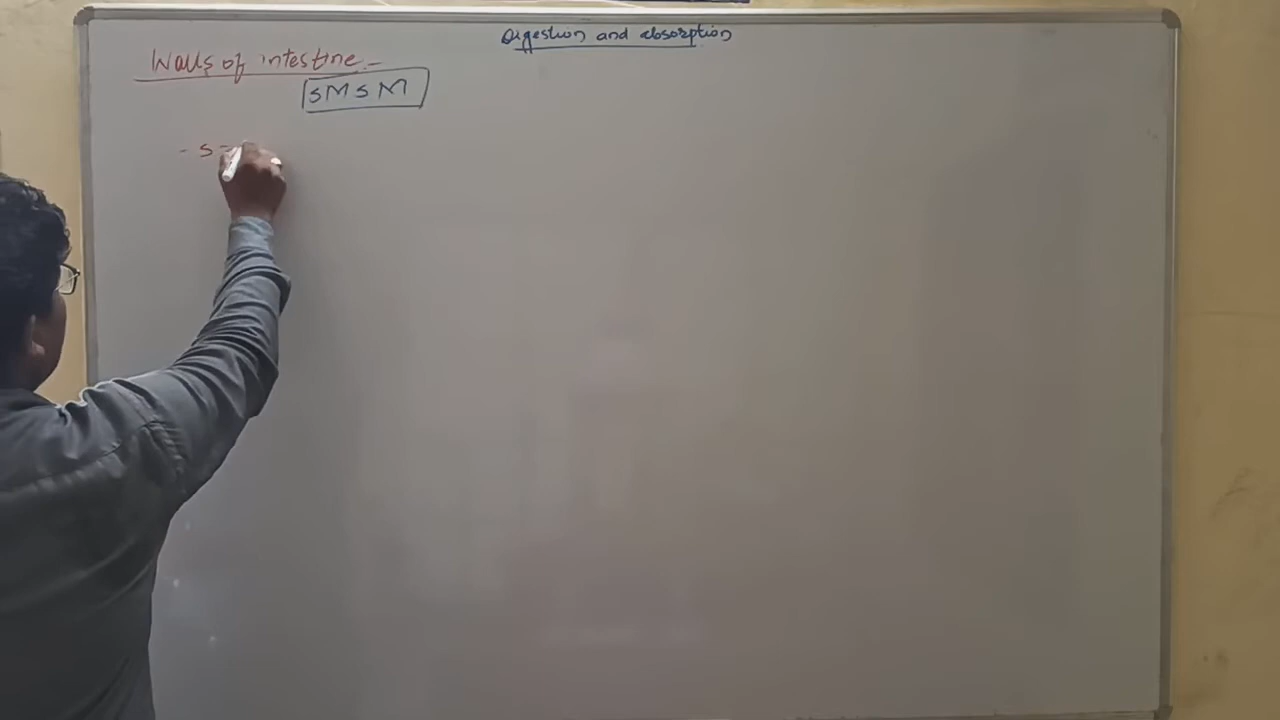 Digestion and absorption
Walls of intestine :-
SMSM
- S -